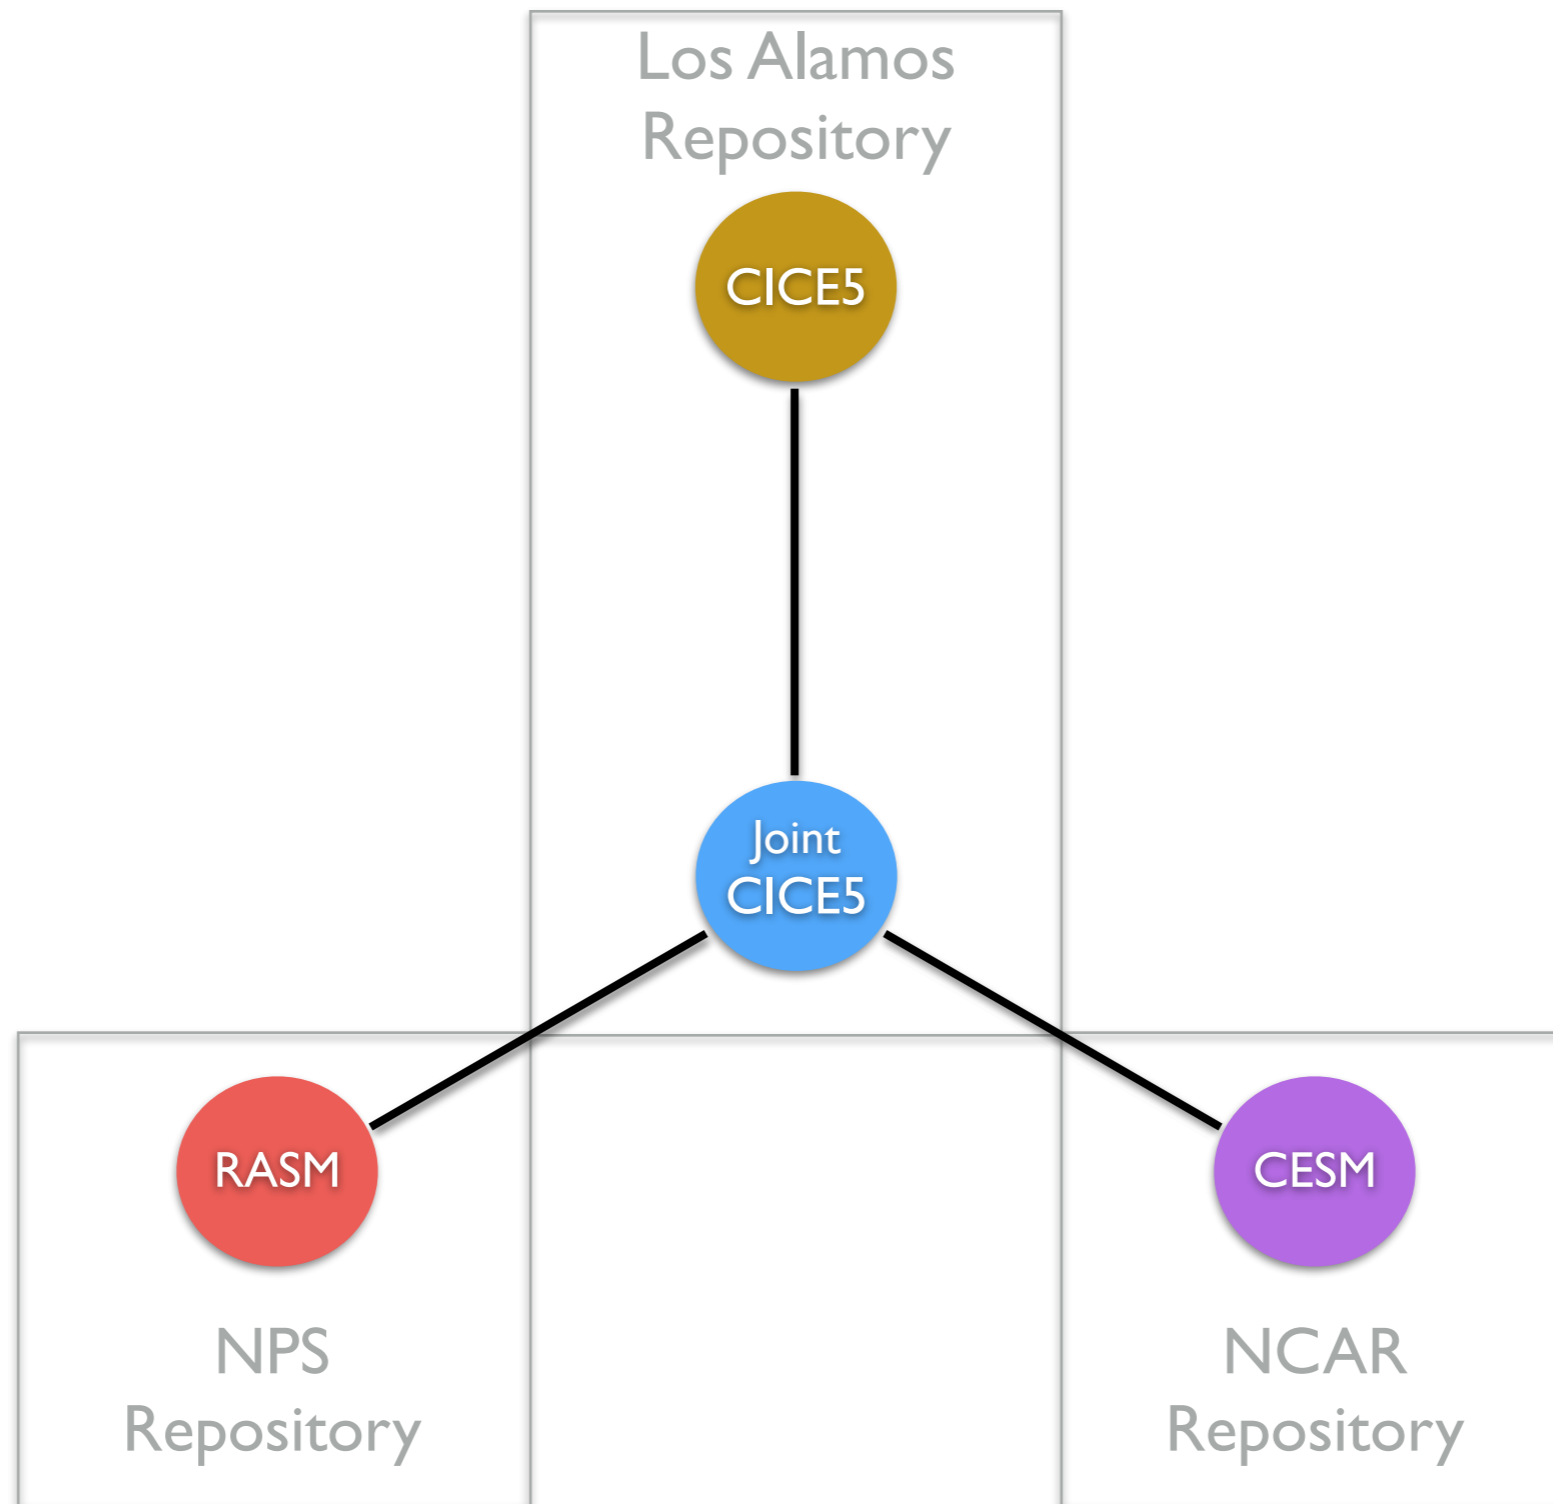 Los Alamos
Repository
CICE5
Joint
CICE5
RASM
CESM
NPS
Repository
NCAR
Repository